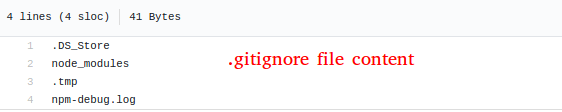 4 lines (4 sloc) 41 Bytes
1 .DS_Store
.gitignore file content
2 node_modules
3 .tmp
4 npm-debug.log